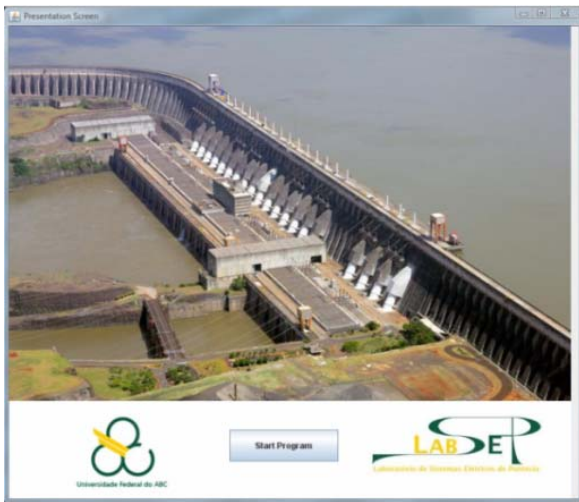 Presentation Screen
Start Program
LABSEP
Universidade Federal do ABC
Laboratório de Sistemas Elétricos de Potência